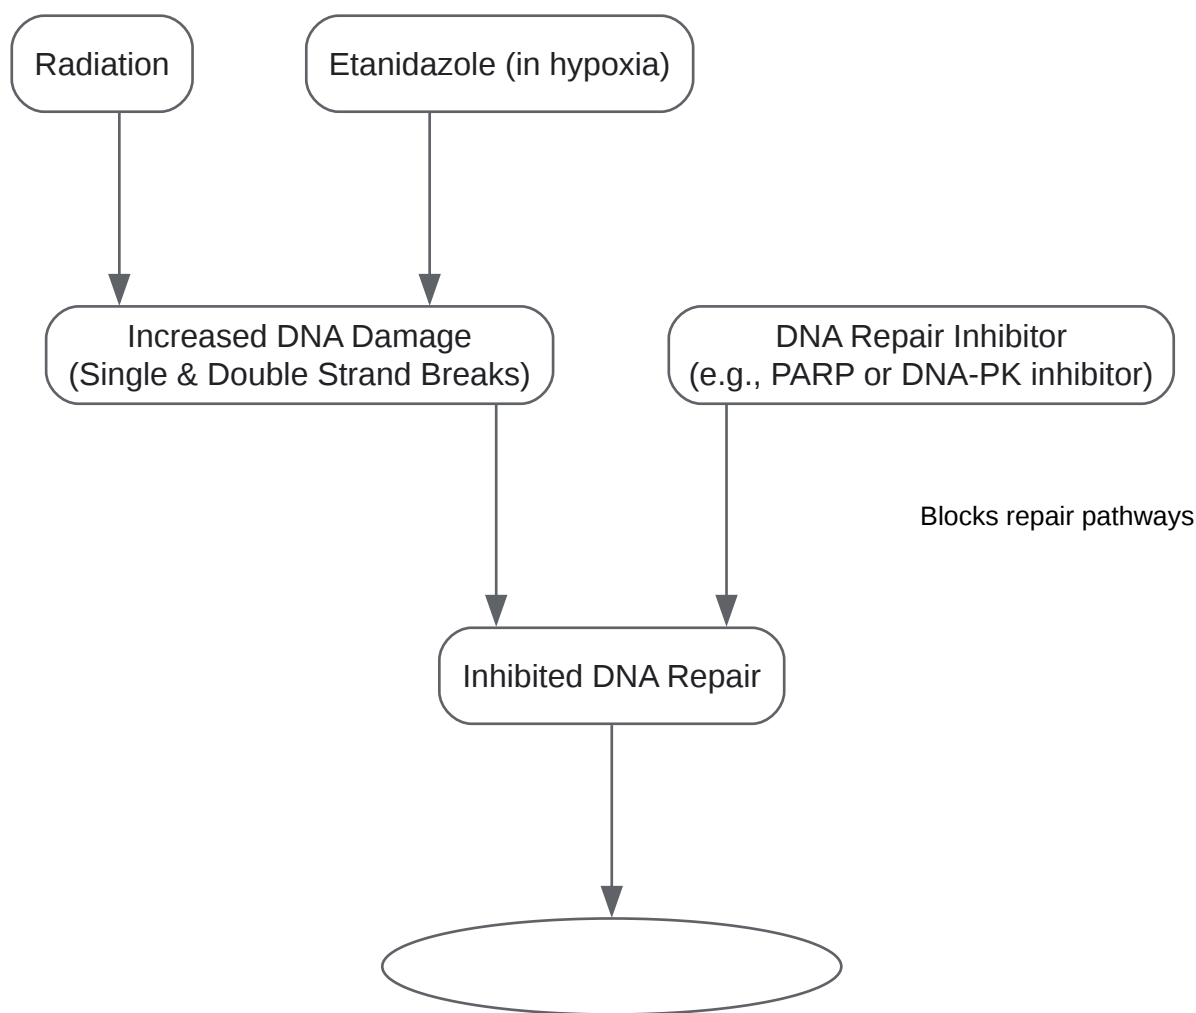 Radiation
Etanidazole (in hypoxia)
Increased DNA Damage
(Single & Double Strand Breaks)
DNA Repair Inhibitor
(e.g., PARP or DNA-PK inhibitor)
Blocks repair pathways
Inhibited DNA Repair